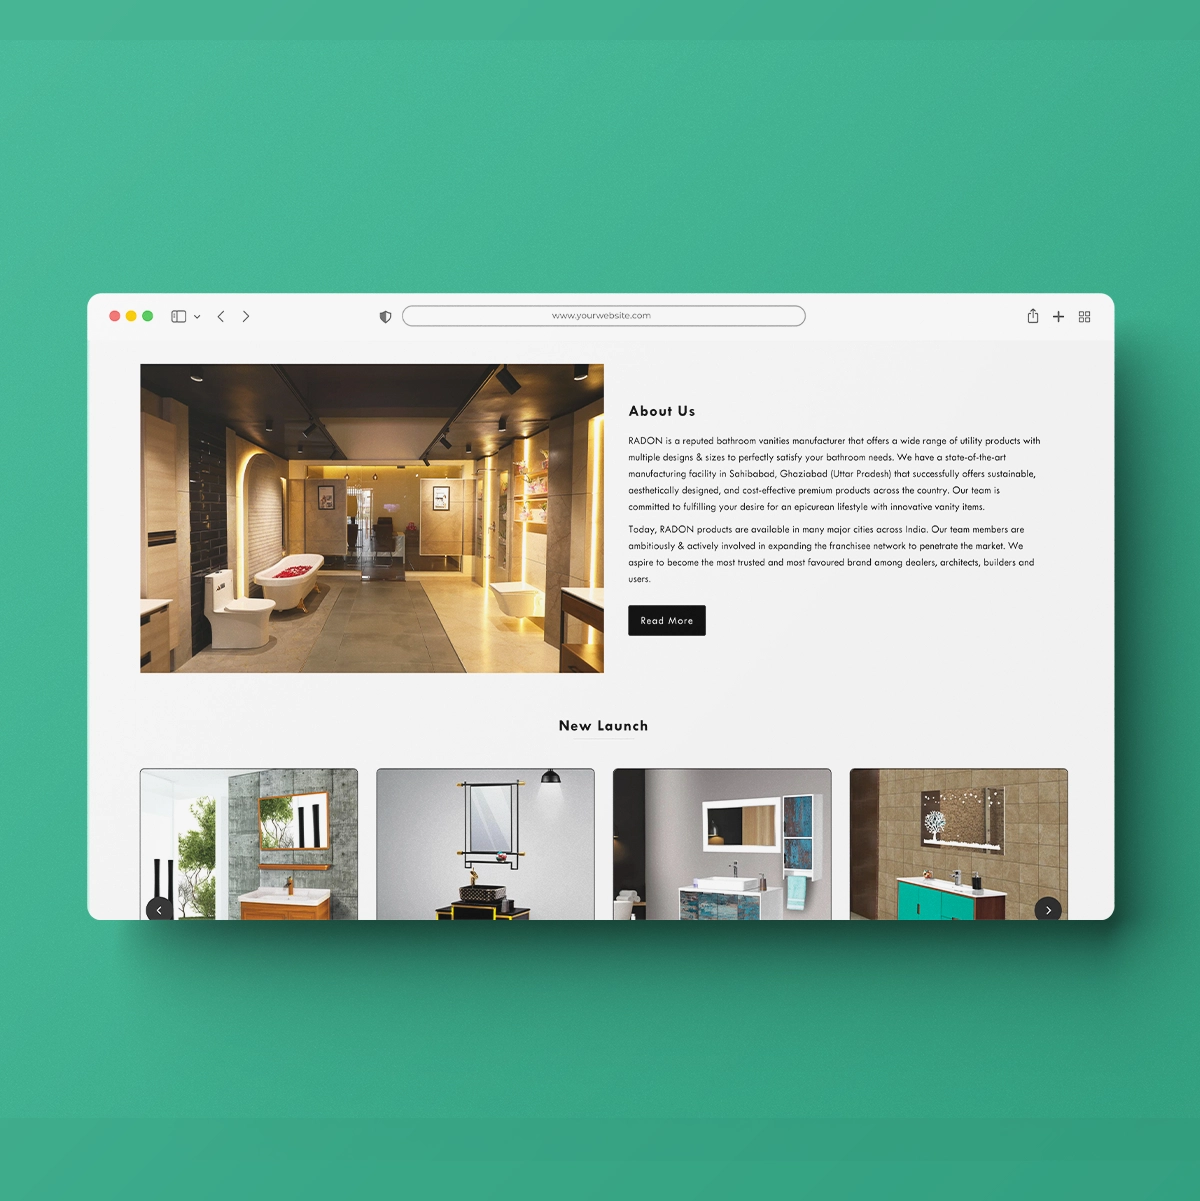 www.yourwebsite.com
About Us
RADON is a reputed bathroom vanities manufacturer that offers a wide range of utility products with
multiple designs & sizes to perfectly satisfy your bathroom needs. We have a state-of-the-art
manufacturing facility in Sahibabad, Ghaziabad (Uttar Pradesh) that successfully offers sustainable,
aesthetically designed, and cost-effective premium products across the country. Our team is
committed to fulfilling your desire for an epicurean lifestyle with innovative vanity items.
Today, RADON products are available in many major cities across India. Our team members are
ambitiously & actively involved in expanding the franchisee network to penetrate the market. We
aspire to become the most trusted and most favoured brand among dealers, architects, builders and
users.
Read More
New Launch